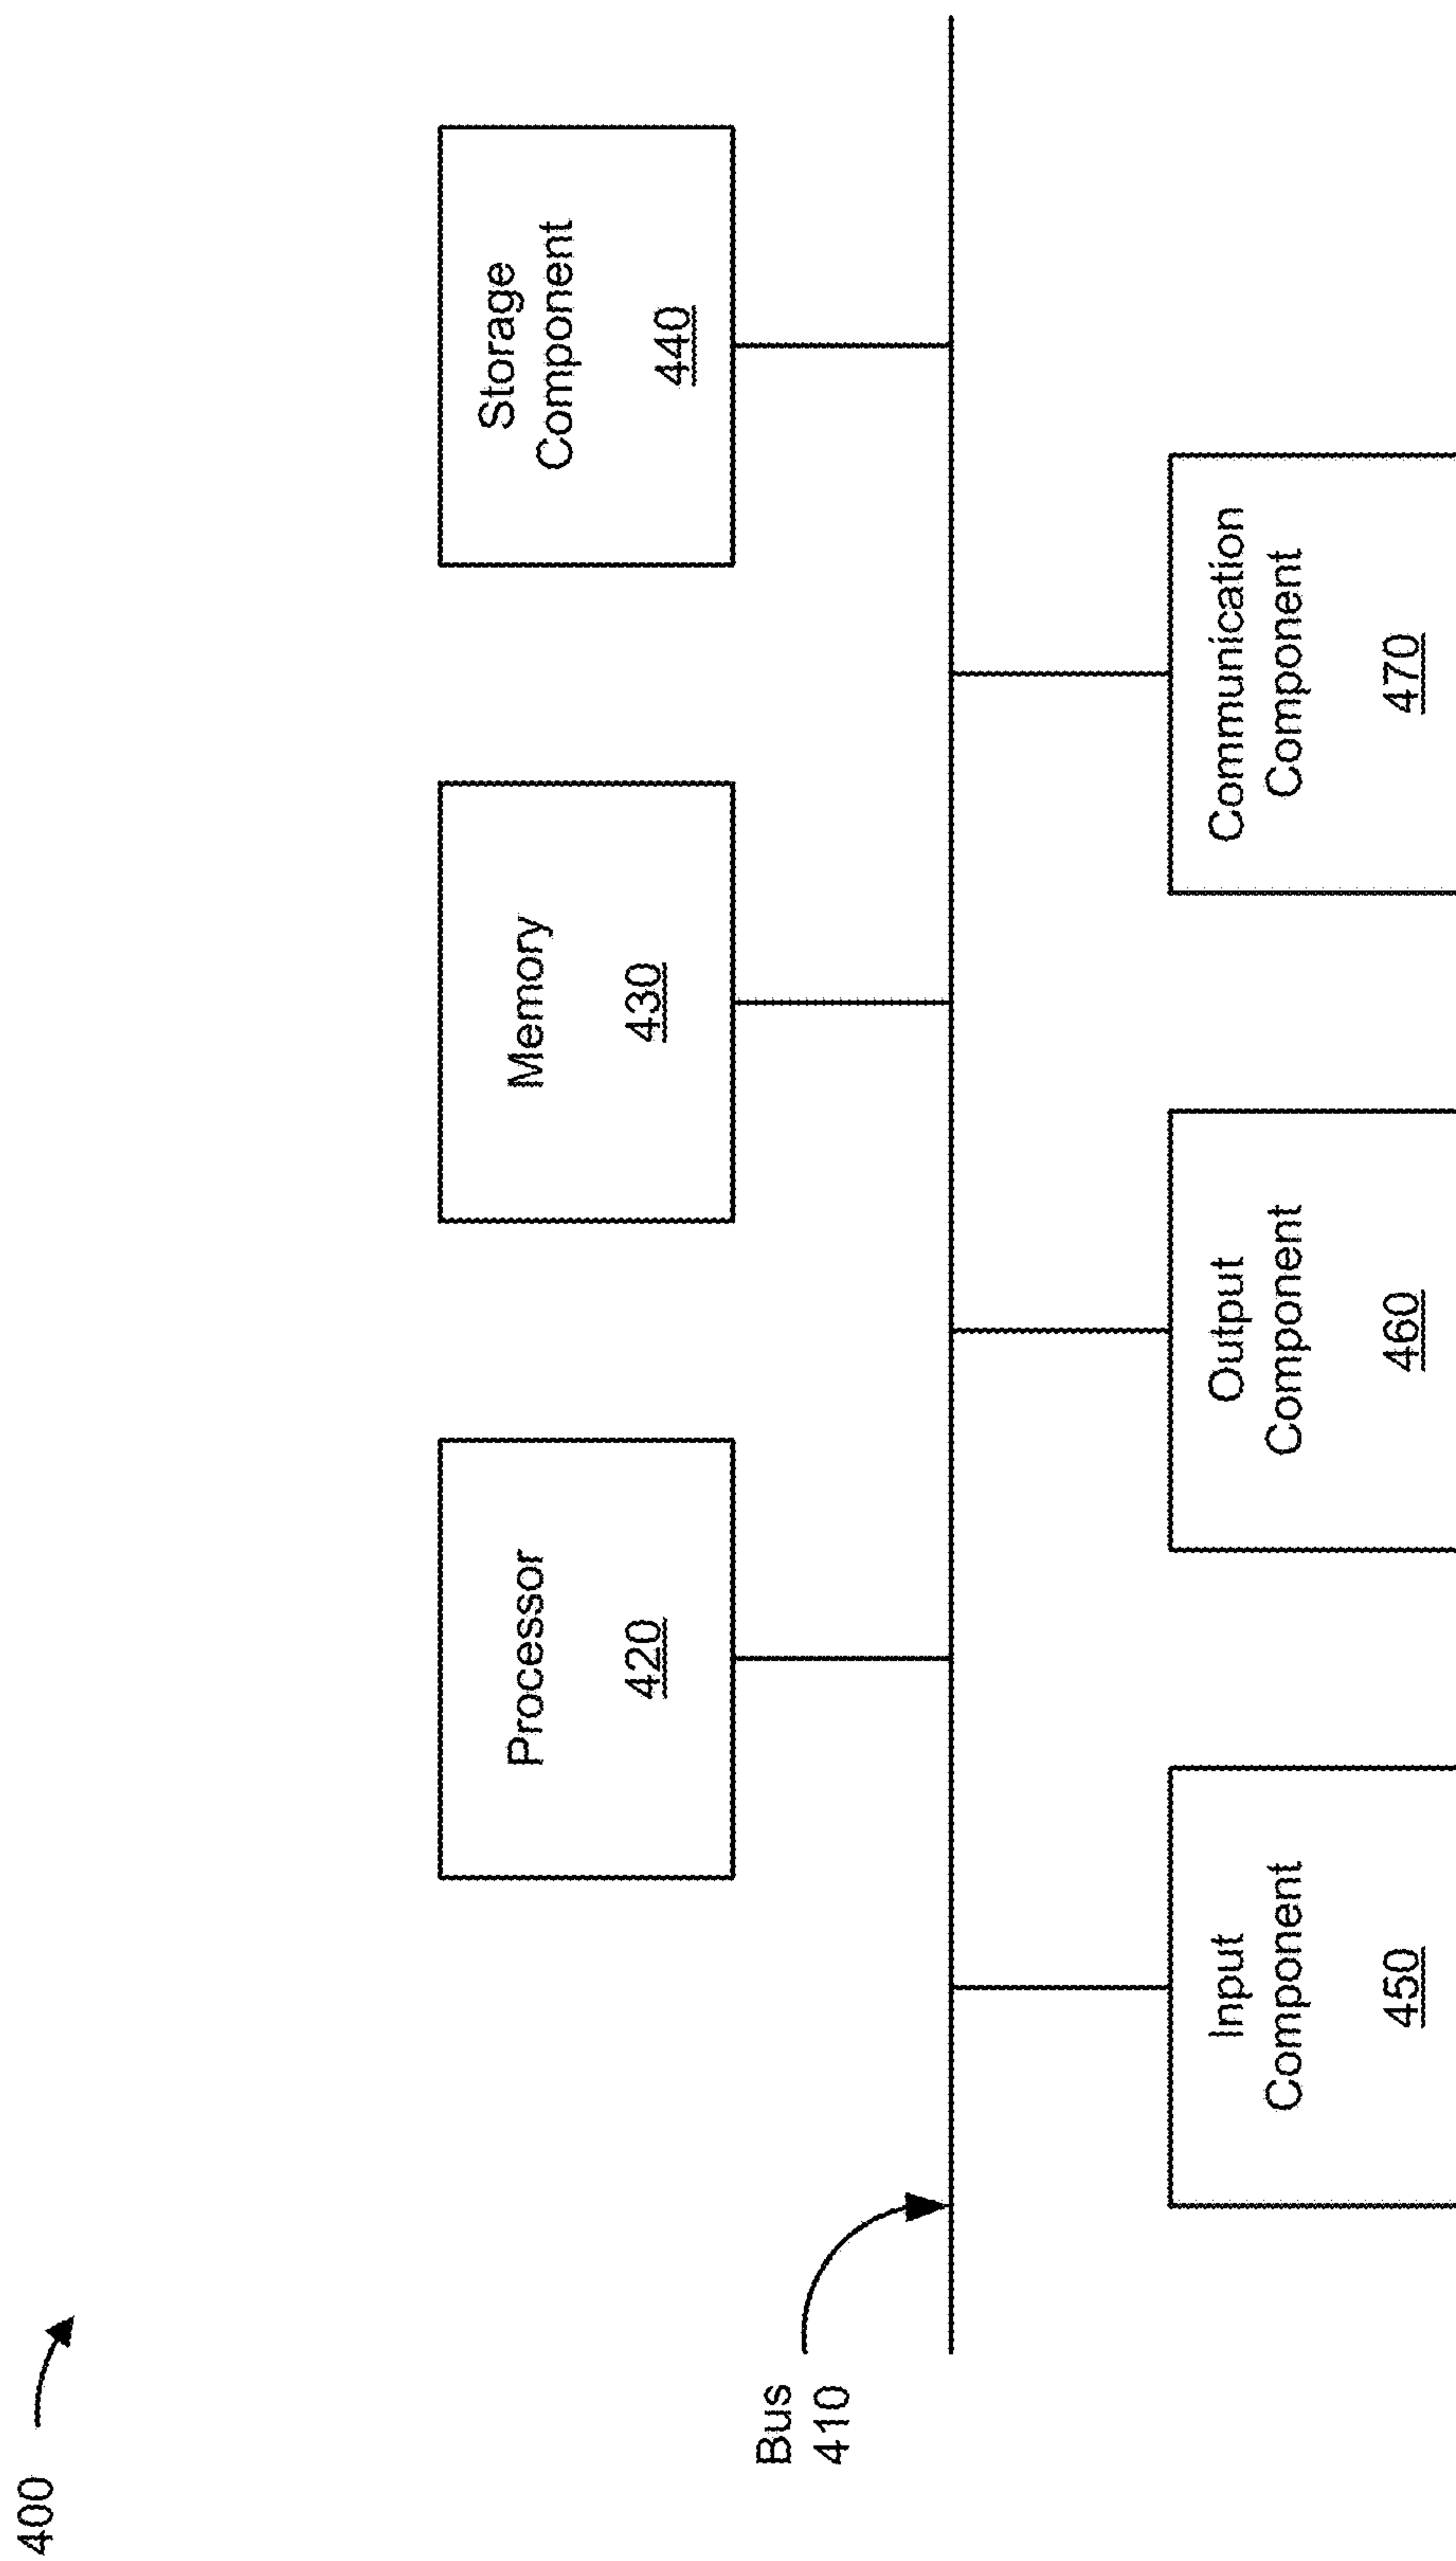 400
Bus
410
Processor
420
Memory
430
Storage
Component
440
Input
Component
450
Output
Component
460
Communication
Component
470